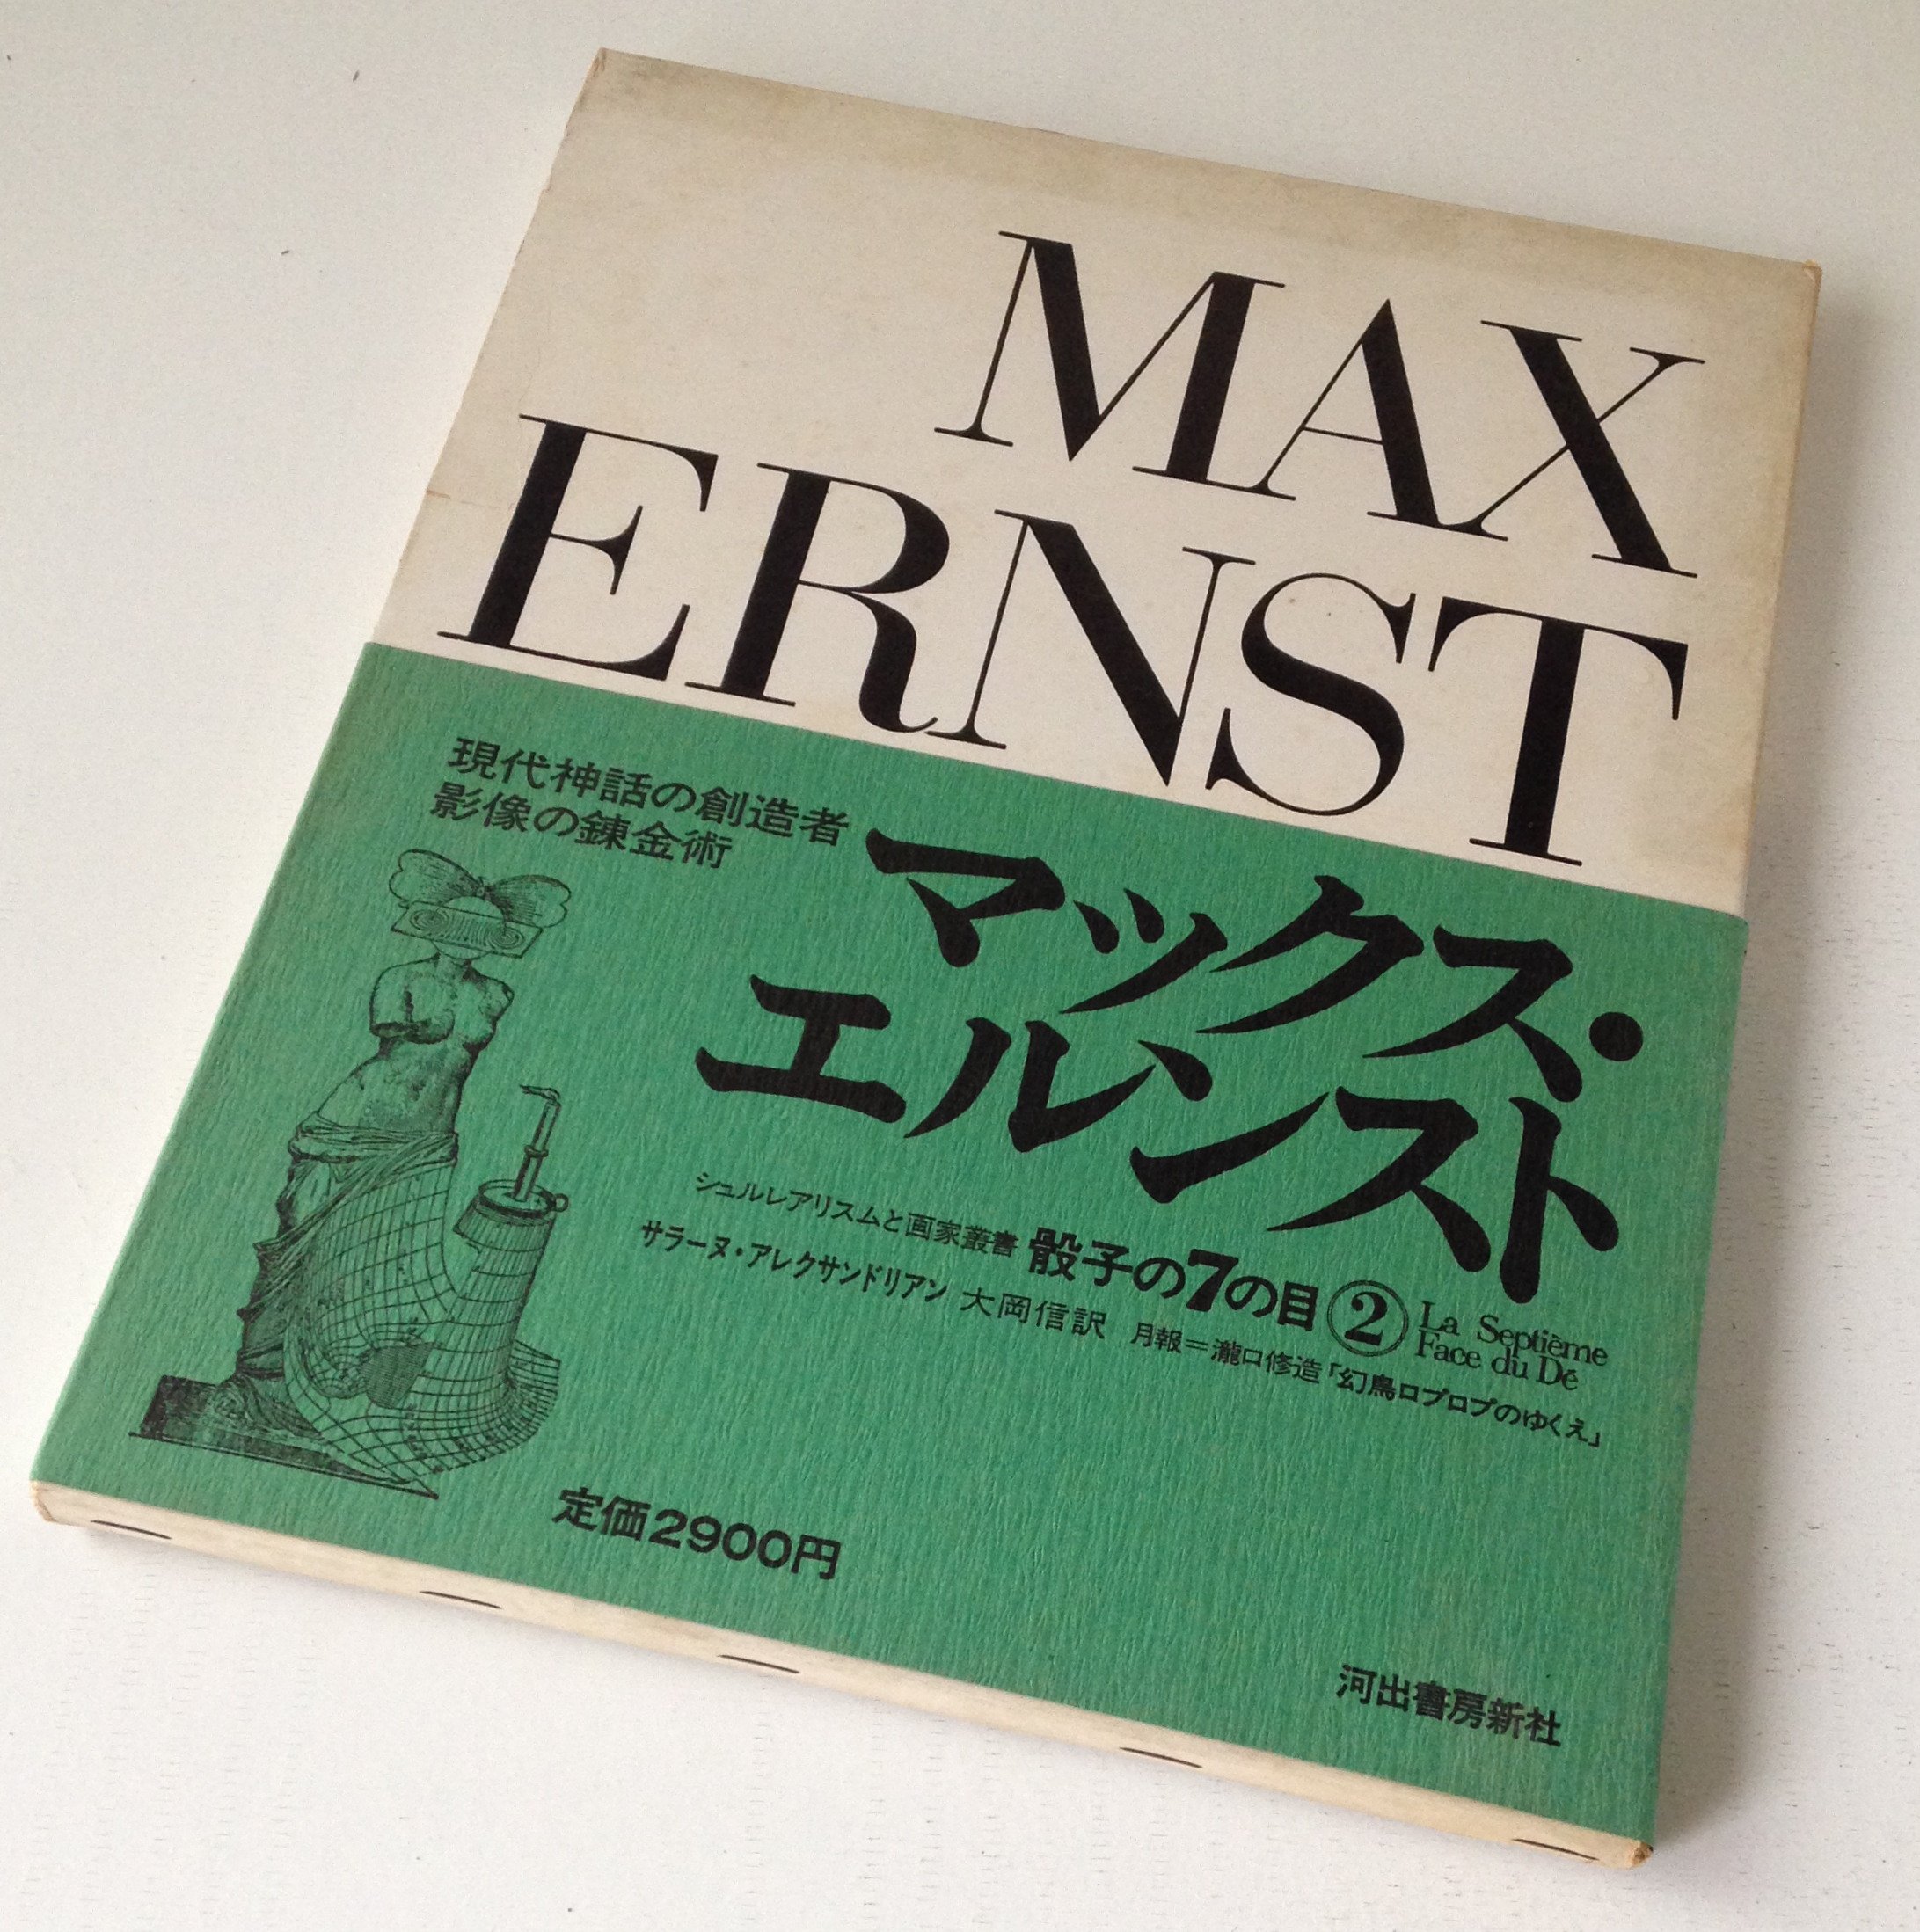 MAX
ERNST
現代神話の創造者
影像の錬金術
マックス・
エルンスト
シュルレアリスムと画家叢書 骰子の7の目② La Septième
Face du Dé
サラーヌ・アレクサンドリアン 大岡信訳 月報=瀧口修造「幻鳥ロプロプのゆくえ」
定価2900円
河出書房新社